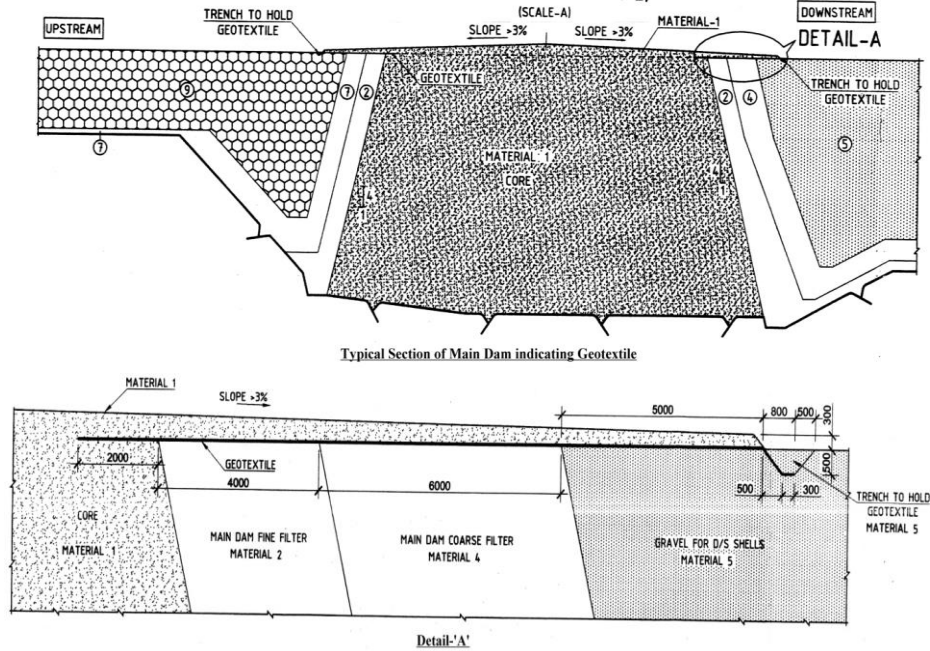 (SCALE-A)
UPSTREAM
TRENCH TO HOLD
GEOTEXTILE
SLOPE >3%
SLOPE >3%
MATERIAL-1
DOWNSTREAM
DETAIL-A
GEOTEXTILE
TRENCH TO HOLD
GEOTEXTILE
9
7
2
2
4
5
7
MATERIAL 1
CORE
4
1
4
1
Typical Section of Main Dam indicating Geotextile
MATERIAL 1
SLOPE >3%
5000
800
500
300
2000
GEOTEXTILE
4000
6000
500
500
300
TRENCH TO HOLD
GEOTEXTILE
MATERIAL 5
CORE
MATERIAL 1
MAIN DAM FINE FILTER
MATERIAL 2
MAIN DAM COARSE FILTER
MATERIAL 4
GRAVEL FOR D/S SHELLS
MATERIAL 5
Detail-'A'